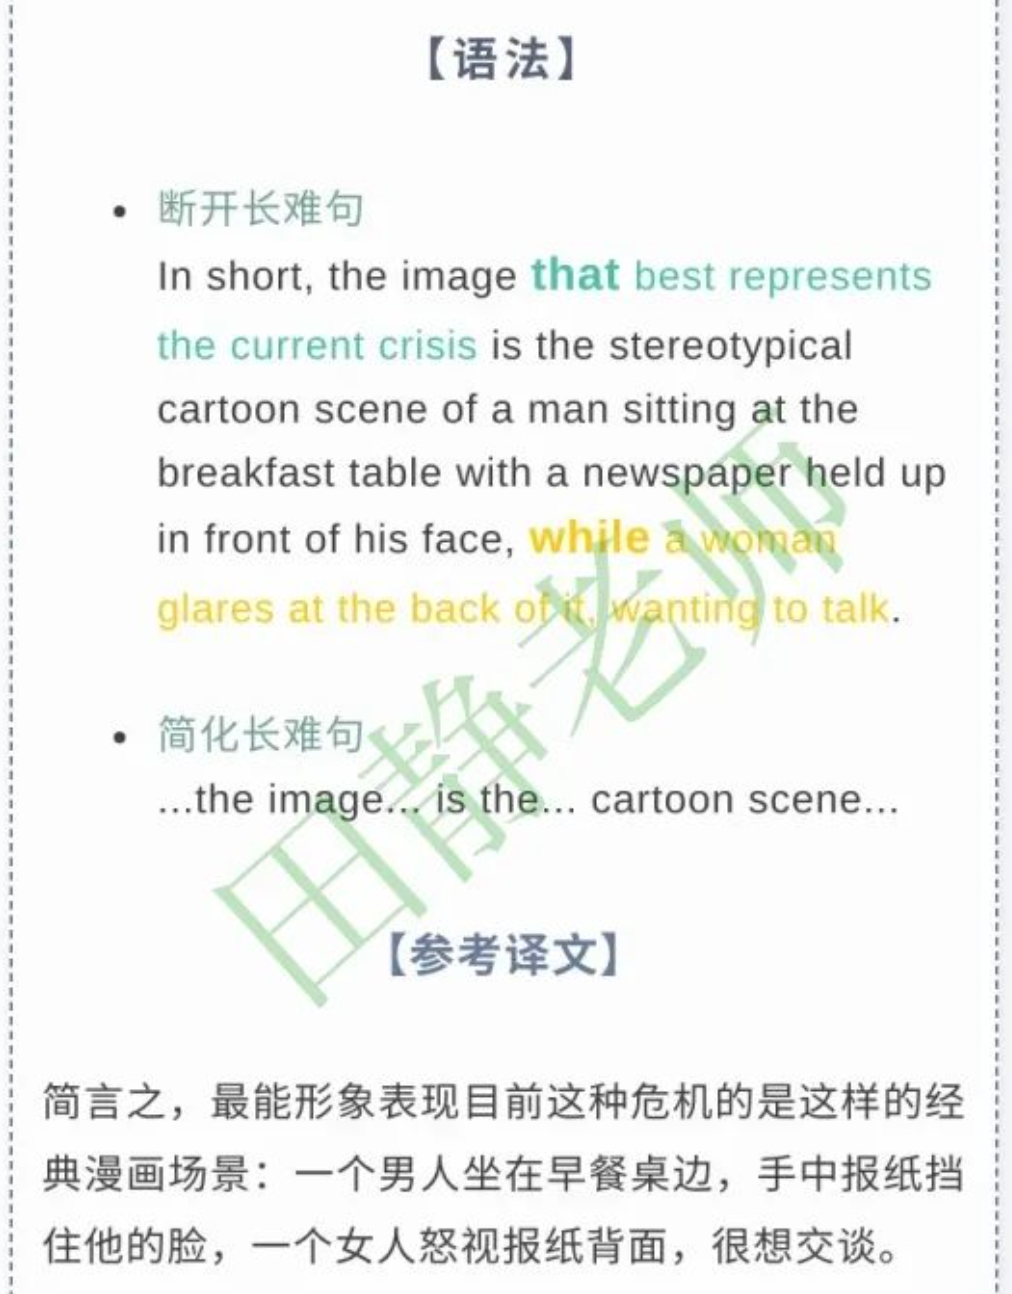 【语法】
• 断开长难句
In short, the image that best represents
the current crisis is the stereotypical
cartoon scene of a man sitting at the
breakfast table with a newspaper held up
in front of his face, while a woman
glares at the back of it, wanting to talk.
• 简化长难句
...the image... is the... cartoon scene...
【参考译文】
简言之，最能形象表现目前这种危机的是这样的经
典漫画场景：一个男人坐在早餐桌边，手中报纸挡
住他的脸，一个女人怒视报纸背面，很想交谈。
田静老师